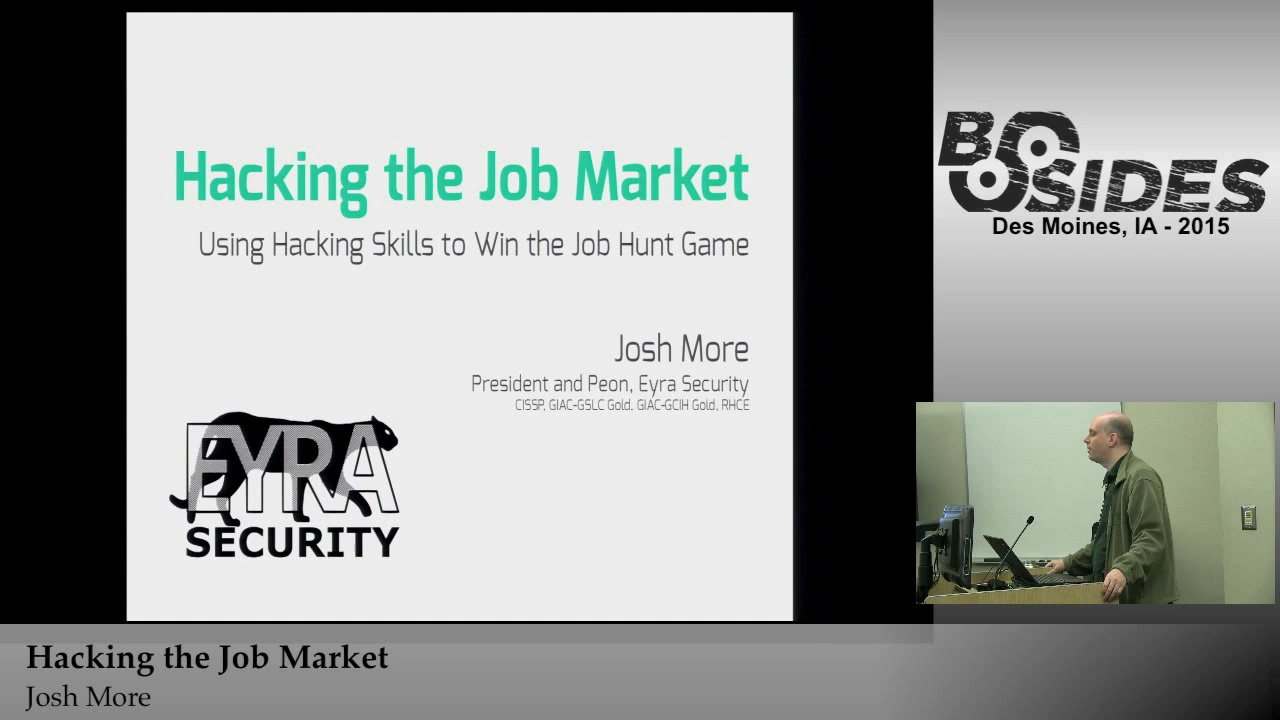 Hacking the Job Market
Using Hacking Skills to Win the Job Hunt Game
Josh More
President and Peon, Eyra Security
CISSP, GIAC-GSLC Gold, GIAC-GCIH Gold, RHCE
EYRA
SECURITY
BSIDES
Des Moines, IA - 2015
Hacking the Job Market
Josh More